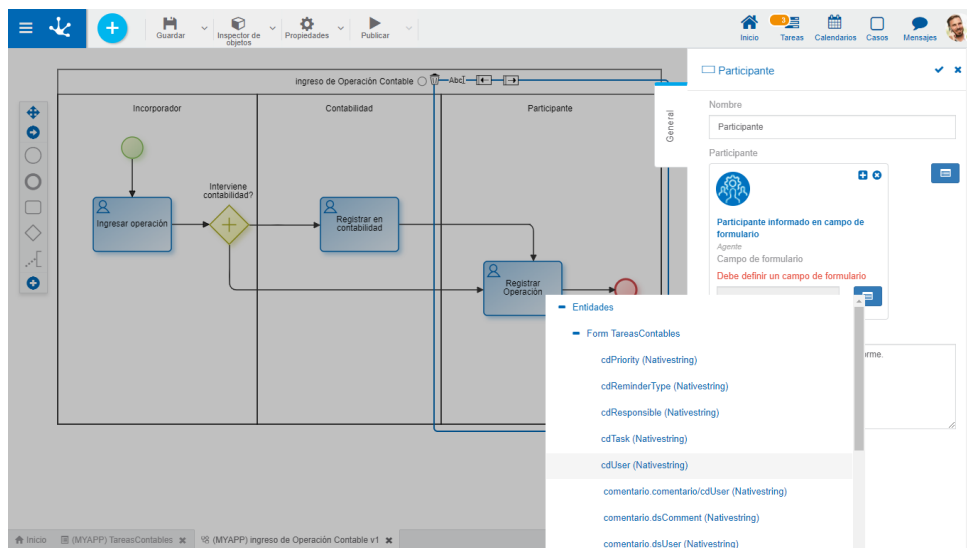 Guardar
Inspector de
objetos
Propiedades
Publicar
Inicio
3
Tareas
Calendarios
Casos
Mensajes
ingreso de Operación Contable
Abc
Incorporador
Contabilidad
Participante
Interviene
contabilidad?
Ingresar operación
Registrar en
contabilidad
Registrar
Operación
General
Participante
Nombre
Participante
Participante
Participante informado en campo de
formulario
Agente
Campo de formulario
Debe definir un campo de formulario
Entidades
Form TareasContables
cdPriority (Nativestring)
cdReminderType (Nativestring)
cdResponsible (Nativestring)
cdTask (Nativestring)
cdUser (Nativestring)
comentario.comentario/cdUser (Nativestring)
comentario.dsComment (Nativestring)
comentario.dsUser (Nativestring)
Inicio
(MYAPP) TareasContables
(MYAPP) ingreso de Operación Contable v1